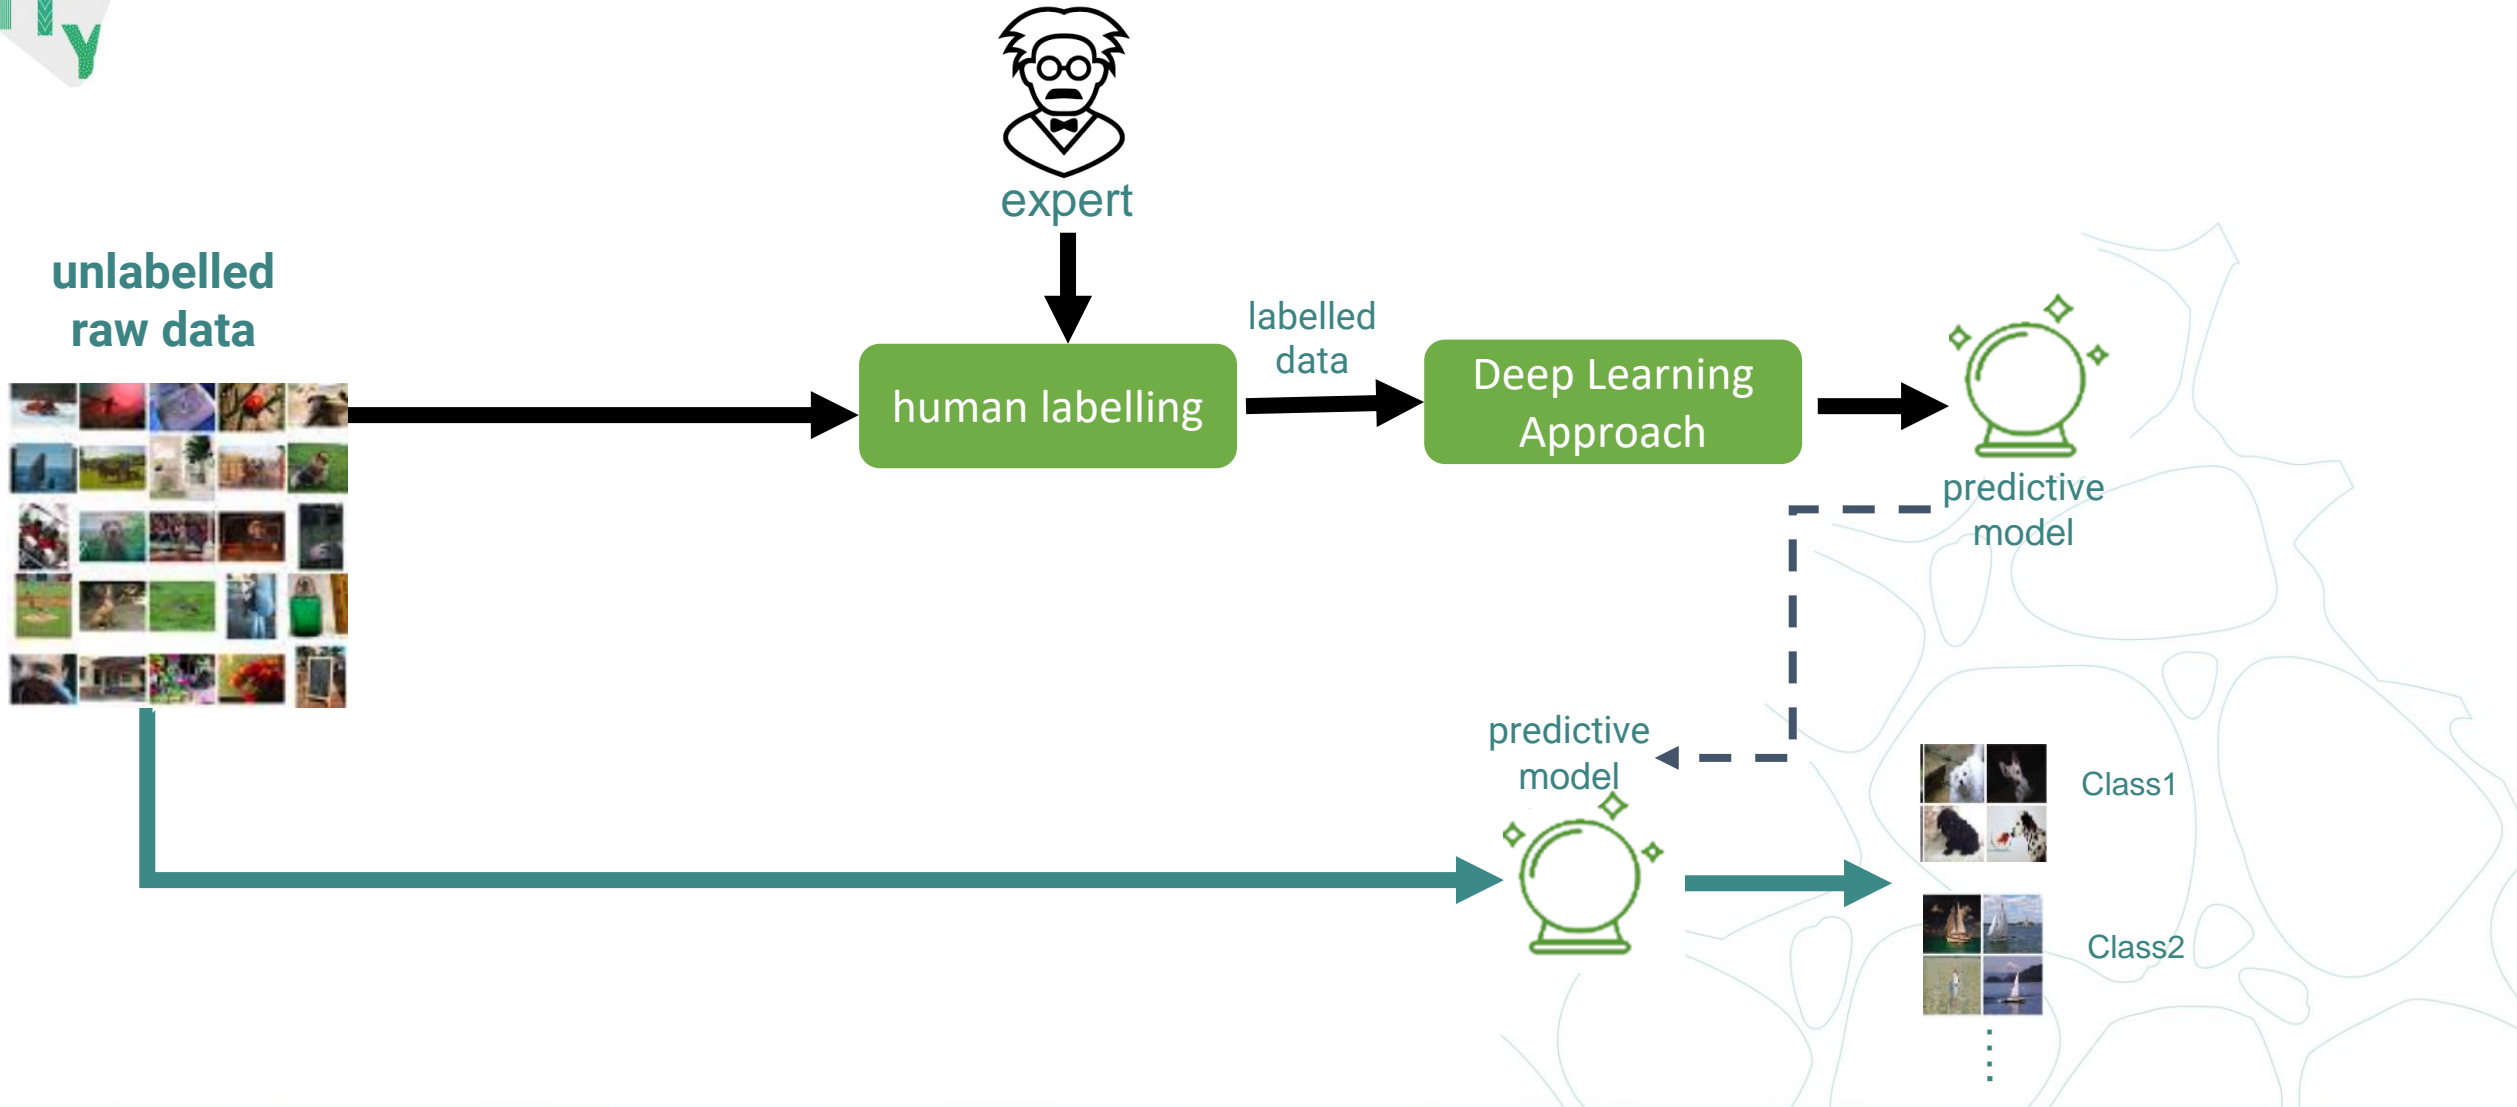 expert
unlabelled
raw data
labelled
data
human labelling
Deep Learning
Approach
predictive
model
predictive
model
Class1
Class2